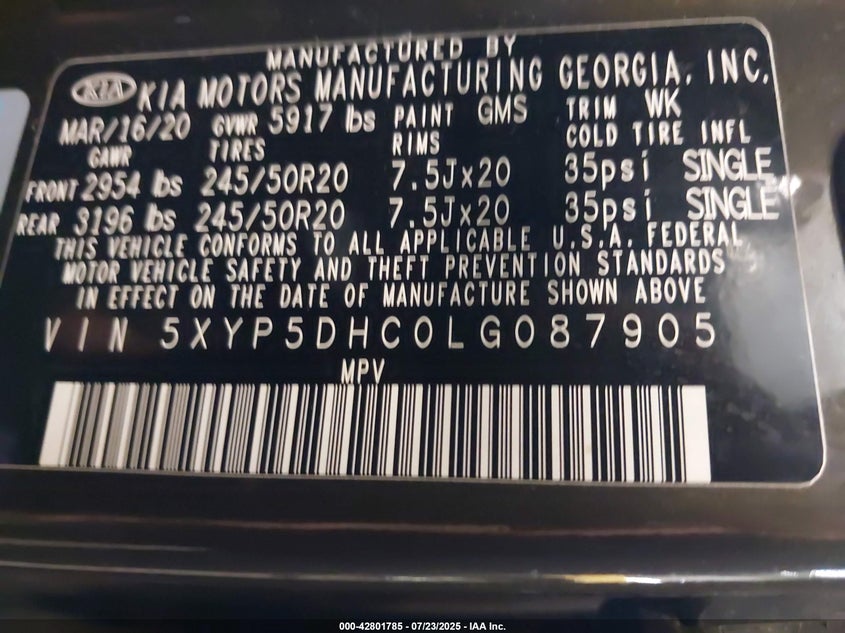 MANUFACTURED BY
KIA KIA MOTORS MANUFACTURING GEORGIA, INC.
MAR/16/20 GVWR 5917 lbs PAINT GMS TRIM WK
GAWR TIRES RIMS COLD TIRE INFL
FRONT 2954 lbs 245/50R20 7.5Jx20 35psi SINGLE
REAR 3196 lbs 245/50R20 7.5Jx20 35psi SINGLE
THIS VEHICLE CONFORMS TO ALL APPLICABLE U.S.A. FEDERAL
MOTOR VEHICLE SAFETY AND THEFT PREVENTION STANDARDS
IN EFFECT ON THE DATE OF MANUFACTURE SHOWN ABOVE
VIN 5XYP5DHC0LG087905
MPV
000-42801785 - 07/23/2025 - IAA Inc.